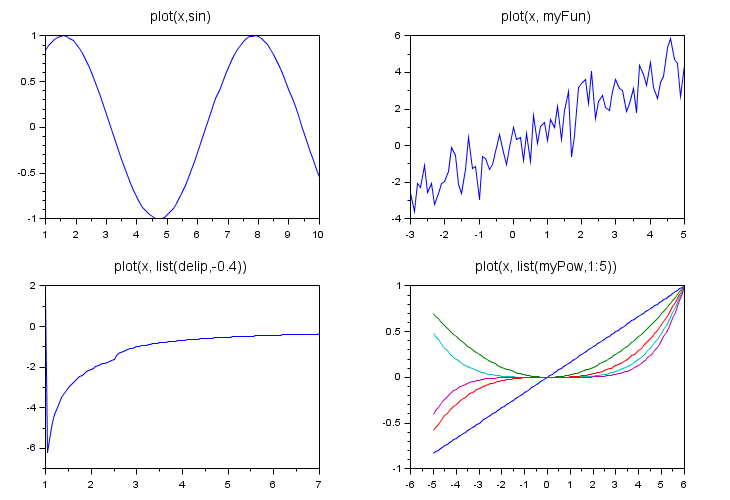 plot(x,sin)
1
0.5
0
-0.5
-1
1 2 3 4 5 6 7 8 9 10
plot(x, myFun)
6
4
2
0
-2
-4
-3 -2 -1 0 1 2 3 4 5
plot(x, list(delip,-0.4))
2
0
-2
-4
-6
1 2 3 4 5 6 7
plot(x, list(myPow,1:5))
1
0.5
0
-0.5
-1
-6 -5 -4 -3 -2 -1 0 1 2 3 4 5 6